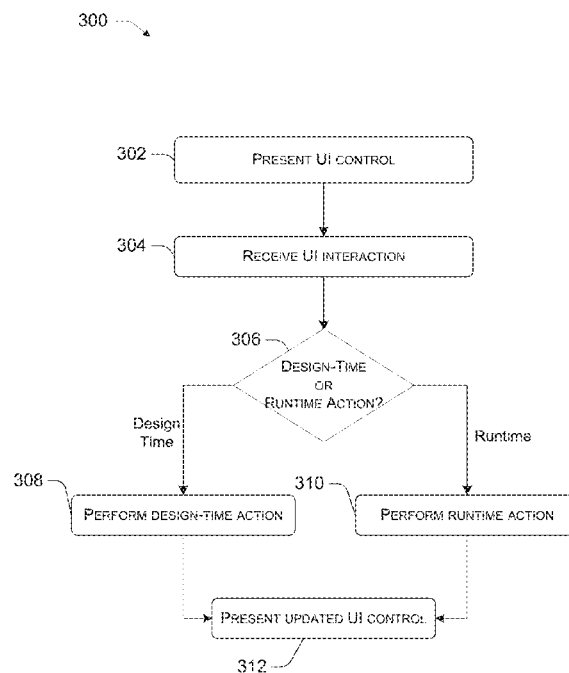 300
302
PRESENT UI CONTROL
304
RECEIVE UI INTERACTION
306
DESIGN-TIME
OR
RUNTIME ACTION?
Design
Time
Runtime
308
310
PERFORM DESIGN-TIME ACTION
PERFORM RUNTIME ACTION
PRESENT UPDATED UI CONTROL
312